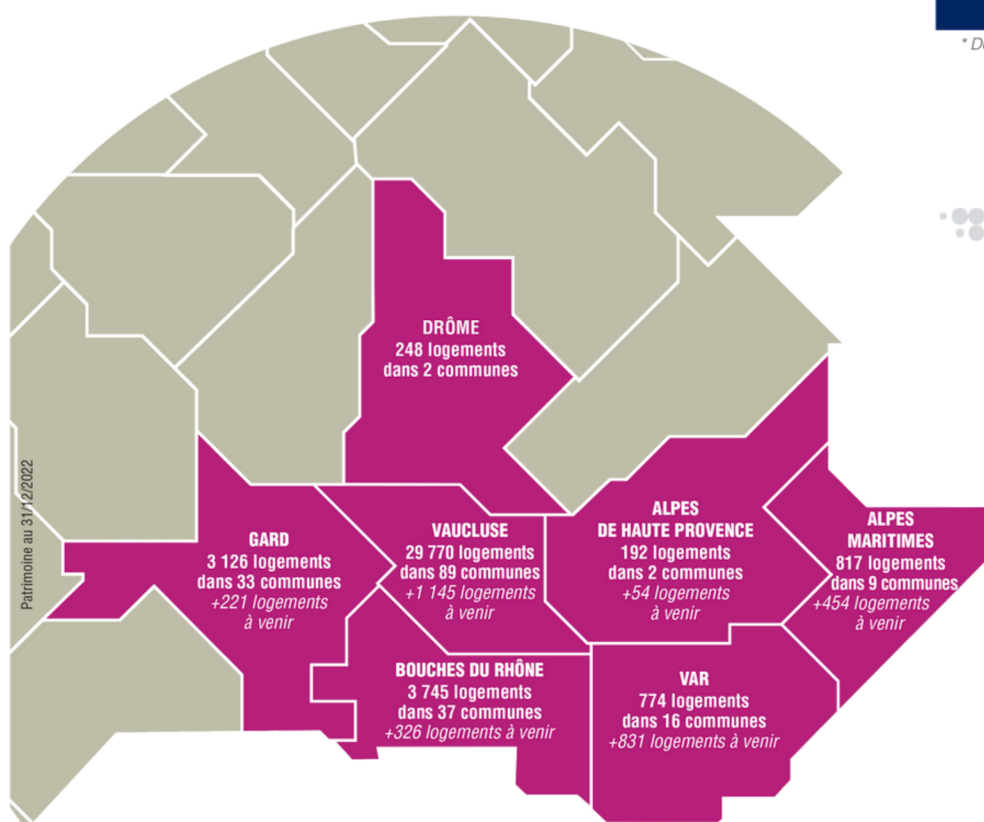 * D
DRÔME
248 logements
dans 2 communes
Patrimoine au 31/12/2022
GARD
3 126 logements
dans 33 communes
+221 logements
à venir
VAUCLUSE
29 770 logements
dans 89 communes
+1 145 logements
à venir
ALPES
DE HAUTE PROVENCE
192 logements
dans 2 communes
+54 logements
à venir
ALPES
MARITIMES
817 logements
dans 9 communes
+454 logements
à venir
BOUCHES DU RHÔNE
3 745 logements
dans 37 communes
+326 logements à venir
VAR
774 logements
dans 16 communes
+831 logements à venir